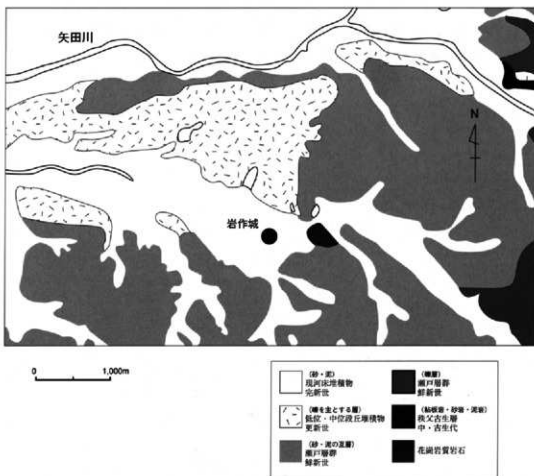 矢田川
N
岩作城
0 1,000m
(砂・泥)
現河床堆積物
完新世
(礫を主とする層)
低位・中位段丘堆積物
更新世
(砂・泥の互層)
瀬戸層群
鮮新世
(礫層)
瀬戸層群
鮮新世
(粘板岩・砂岩・泥岩)
秩父古生層
中・古生代
花崗岩質岩石